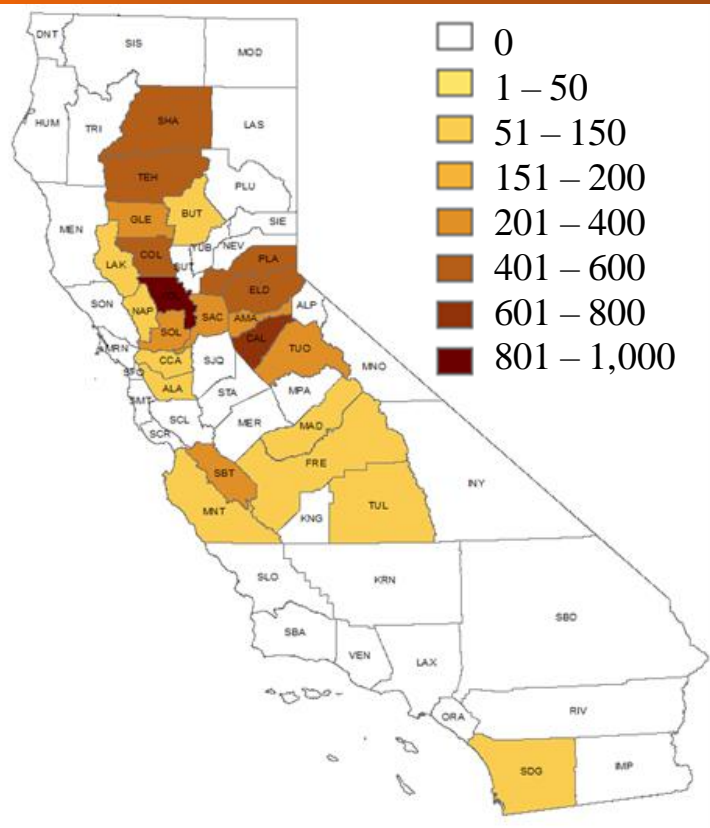 0
1 – 50
51 – 150
151 – 200
201 – 400
401 – 600
601 – 800
801 – 1,000
DNT
SIS
MOD
HUM
TRI
SHA
LAS
TEH
PLU
MEN
GLE
BUT
SIE
YUB
NEV
COL
SUT
PLA
LAK
ELD
SON
NAP
SAC
AMA
ALP
SOL
CAL
MRN
CCA
SJQ
TUO
MNO
ALA
STA
MPA
SMT
SCL
MER
SCR
MAD
SBT
FRE
INY
MNT
KNG
TUL
SLO
KRN
SBD
SBA
VEN
LAX
ORA
RIV
SDG
IMP